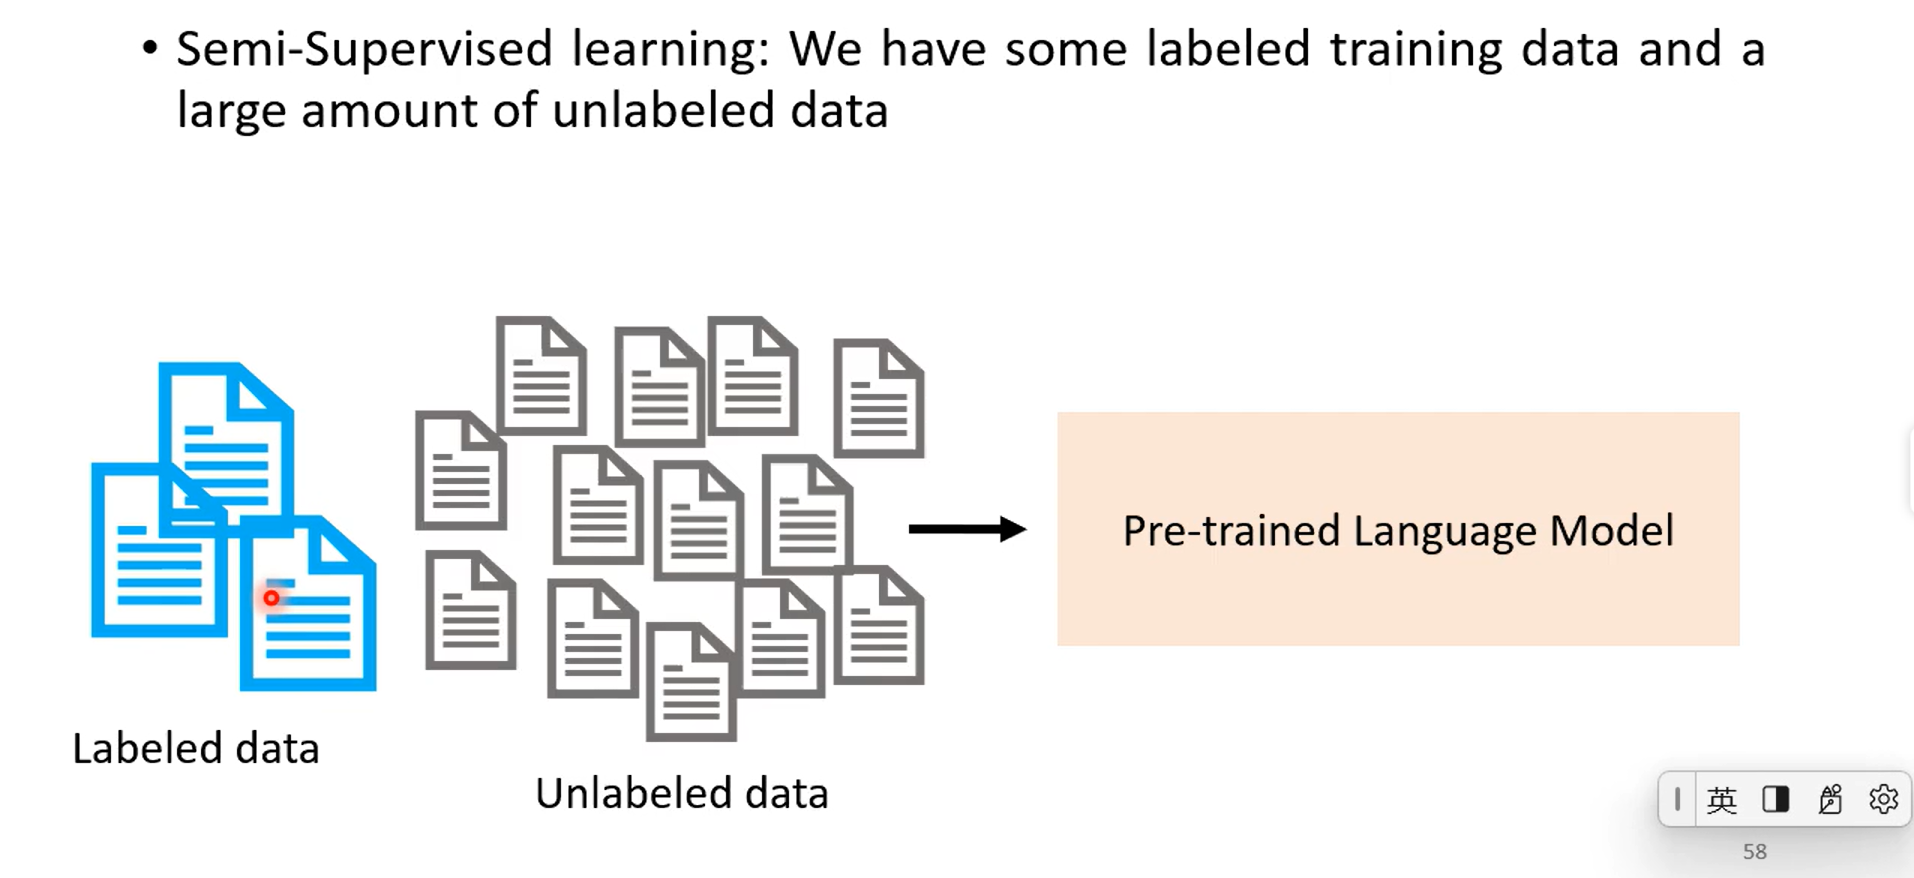 • Semi-Supervised learning: We have some labeled training data and a
large amount of unlabeled data
Pre-trained Language Model
Labeled data
Unlabeled data
英
58